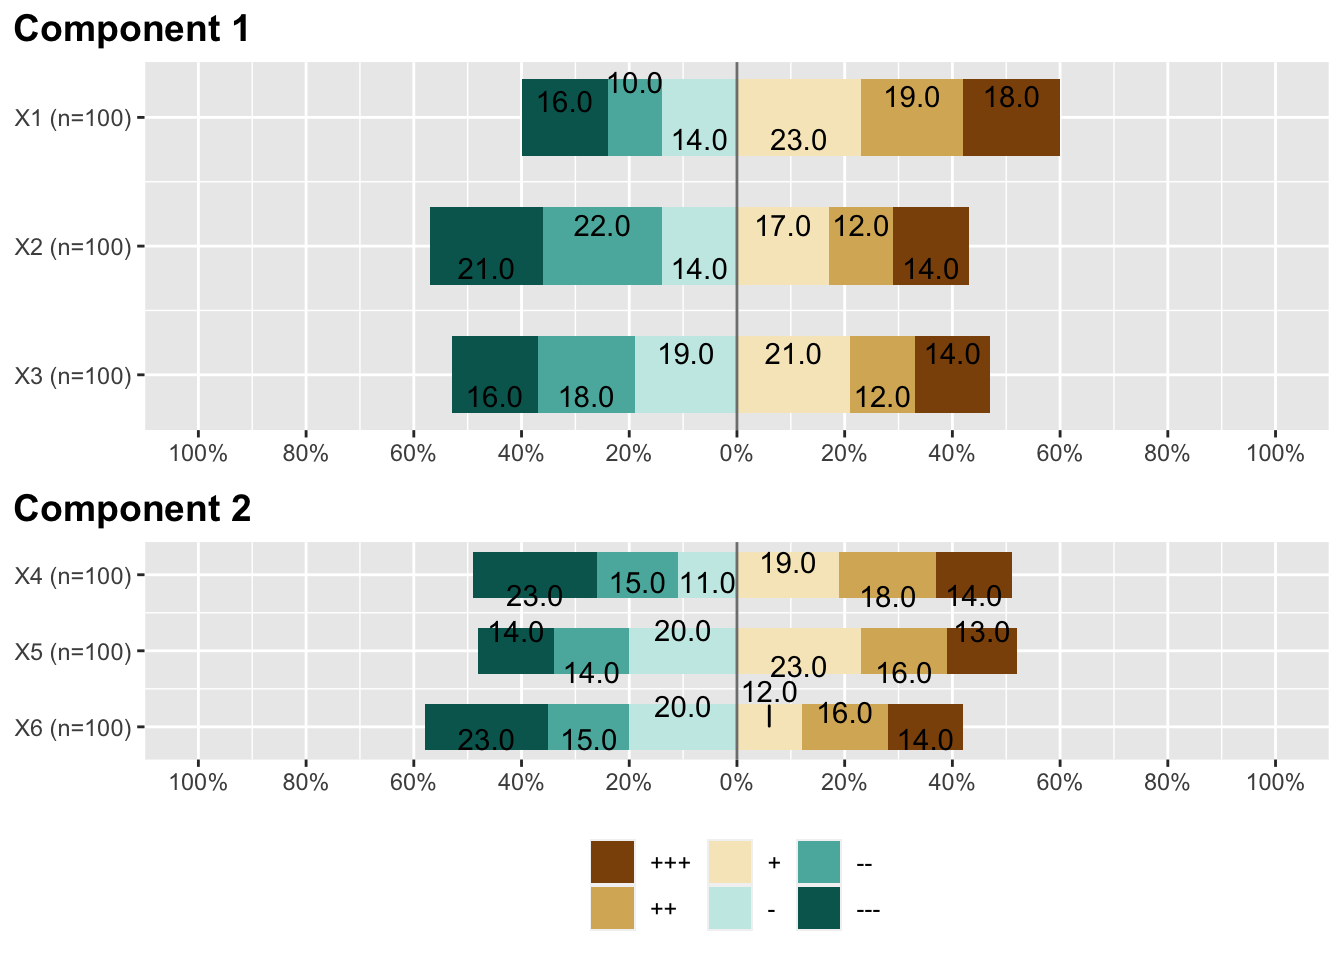 Component 1
X1 (n=100)
16.0 10.0 14.0 23.0 19.0 18.0
X2 (n=100)
21.0 22.0 14.0 17.0 12.0 14.0
X3 (n=100)
16.0 18.0 19.0 21.0 12.0 14.0
100% 80% 60% 40% 20% 0% 20% 40% 60% 80% 100%
Component 2
X4 (n=100)
23.0 15.0 11.0 19.0 18.0 14.0
X5 (n=100)
14.0 14.0 20.0 23.0 16.0 13.0
X6 (n=100)
23.0 15.0 20.0 12.0 16.0 14.0
100% 80% 60% 40% 20% 0% 20% 40% 60% 80% 100%
+++ + --
++ - ---